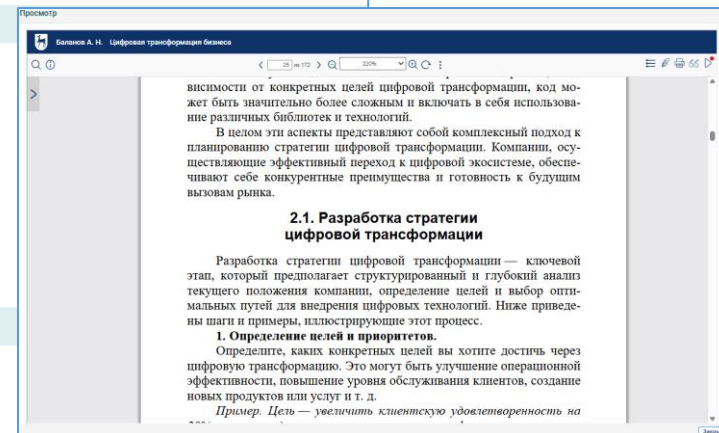 Просмотр
Баланов А. Н. Цифровая трансформация бизнеса
25 из 172
220%
висимости от конкретных целей цифровой трансформации, код мо-
жет быть значительно более сложным и включать в себя использова-
ние различных библиотек и технологий.
В целом эти аспекты представляют собой комплексный подход к
планированию стратегии цифровой трансформации. Компании, осу-
ществляющие эффективный переход к цифровой экосистеме, обеспе-
чивают себе конкурентные преимущества и готовность к будущим
вызовам рынка.
2.1. Разработка стратегии
цифровой трансформации
Разработка стратегии цифровой трансформации — ключевой
этап, который предполагает структурированный и глубокий анализ
текущего положения компании, определение целей и выбор опти-
мальных путей для внедрения цифровых технологий. Ниже приведе-
ны шаги и примеры, иллюстрирующие этот процесс.
1. Определение целей и приоритетов.
Определите, каких конкретных целей вы хотите достичь через
цифровую трансформацию. Это могут быть улучшение операционной
эффективности, повышение уровня обслуживания клиентов, создание
новых продуктов или услуг и т. д.
Пример. Цель — увеличить клиентскую удовлетворенность на